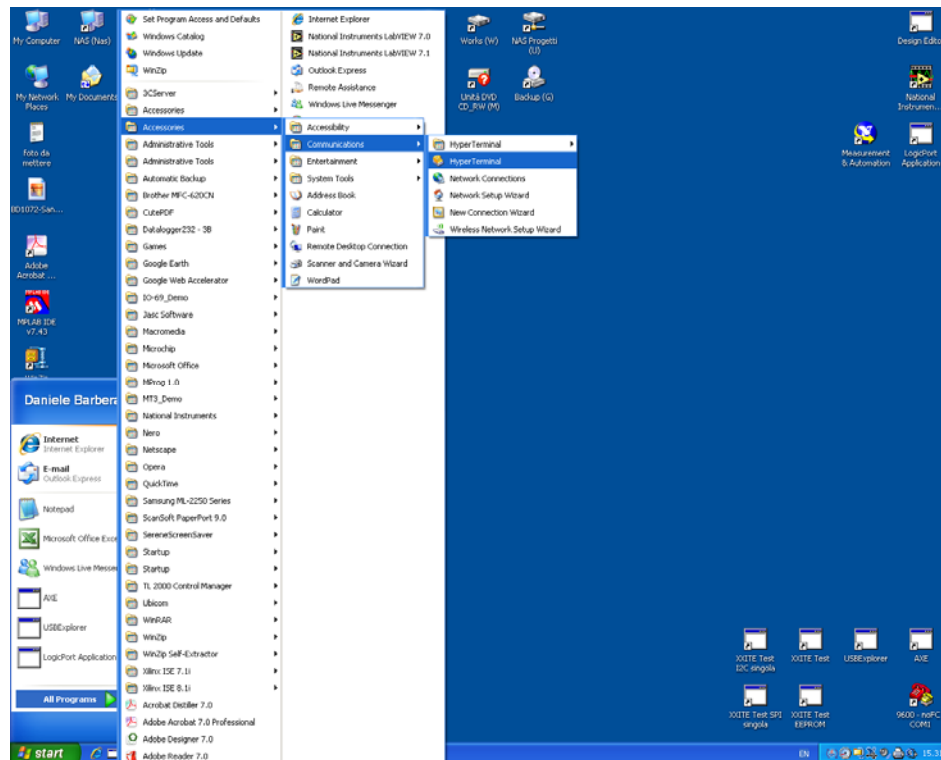 My Computer
NAS (Nas)
My Network Places
My Documents
foto da mettere
BD1072-San...
Adobe Acrobat ...
MPLAB IDE v7.43
Daniele Barbera
Internet
Internet Explorer
E-mail
Outlook Express
Notepad
Microsoft Office Exce
Windows Live Messen
AXE
USBExplorer
LogicPort Application
All Programs
start
Set Program Access and Defaults
Windows Catalog
Windows Update
WinZip
3CServer
Accessories
Accessories
Administrative Tools
Administrative Tools
Automatic Backup
Brother MFC-620CN
CutePDF
Datalogger232 - 3B
Games
Google Earth
Google Web Accelerator
IO-69_Demo
Jasc Software
Macromedia
Microchip
Microsoft Office
MProg 1.0
MT3_Demo
National Instruments
Nero
Netscape
Opera
QuickTime
Samsung ML-2250 Series
ScanSoft PaperPort 9.0
SereneScreenSaver
Startup
Startup
TL 2000 Control Manager
Ubicom
WinRAR
WinZip
WinZip Self-Extractor
Xilinx ISE 7.1i
Xilinx ISE 8.1i
Acrobat Distiller 7.0
Adobe Acrobat 7.0 Professional
Adobe Designer 7.0
Adobe Reader 7.0
Internet Explorer
National Instruments LabVIEW 7.0
National Instruments LabVIEW 7.1
Outlook Express
Remote Assistance
Windows Live Messenger
Accessibility
Communications
Entertainment
System Tools
Address Book
Calculator
Paint
Remote Desktop Connection
Scanner and Camera Wizard
WordPad
HyperTerminal
HyperTerminal
Network Connections
Network Setup Wizard
New Connection Wizard
Wireless Network Setup Wizard
Works (W)
NAS Progetti (U)
Unità DVD CD_RW (M)
Backup (G)
Design Edito
National Instrumen...
Measurement & Automation
LogicPort Application
XXITE Test I2C singola
XXITE Test
USBExplorer
AXE
XXITE Test SPI singola
XXITE Test EEPROM
9600 - noFC COM1
EN